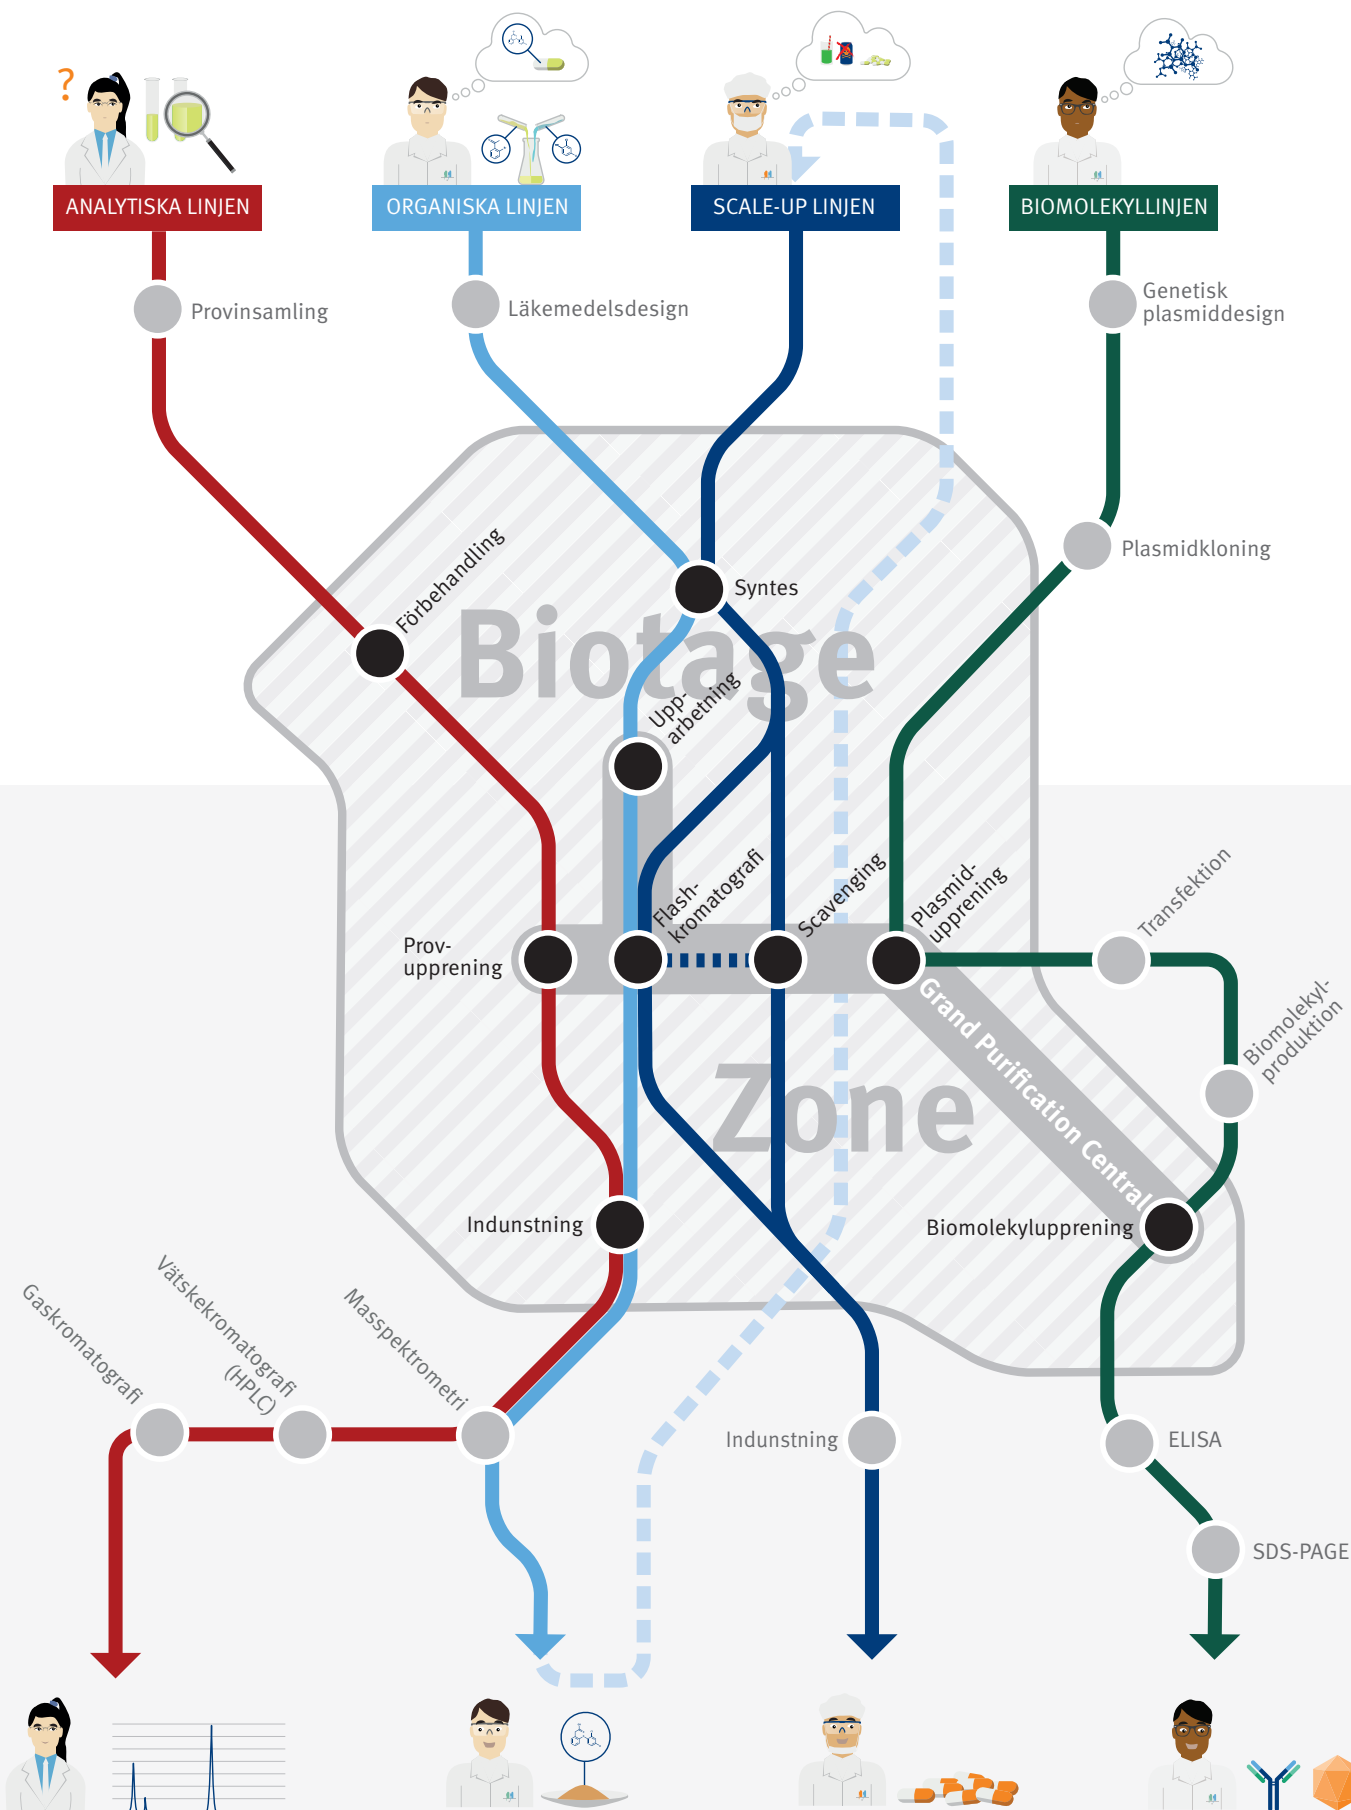 ?
ANALYTISKA LINJEN
ORGANISKA LINJEN
SCALE-UP LINJEN
BIOMOLEKYLLINJEN
Provinsamling
Läkemedelsdesign
Genetisk
plasmiddesign
Plasmidkloning
Förbehandling
Syntes
Biotage
Upp-
arbetning
Prov-
upprening
Flash-
kromatografi
Scavenging
Plasmid-
upprening
Transfektion
Biomolekyl-
produktion
Grand Purification Central
Zone
Indunstning
Biomolekylupprening
Gaskromatografi
Vätskekromatografi
(HPLC)
Masspektrometri
Indunstning
ELISA
SDS-PAGE